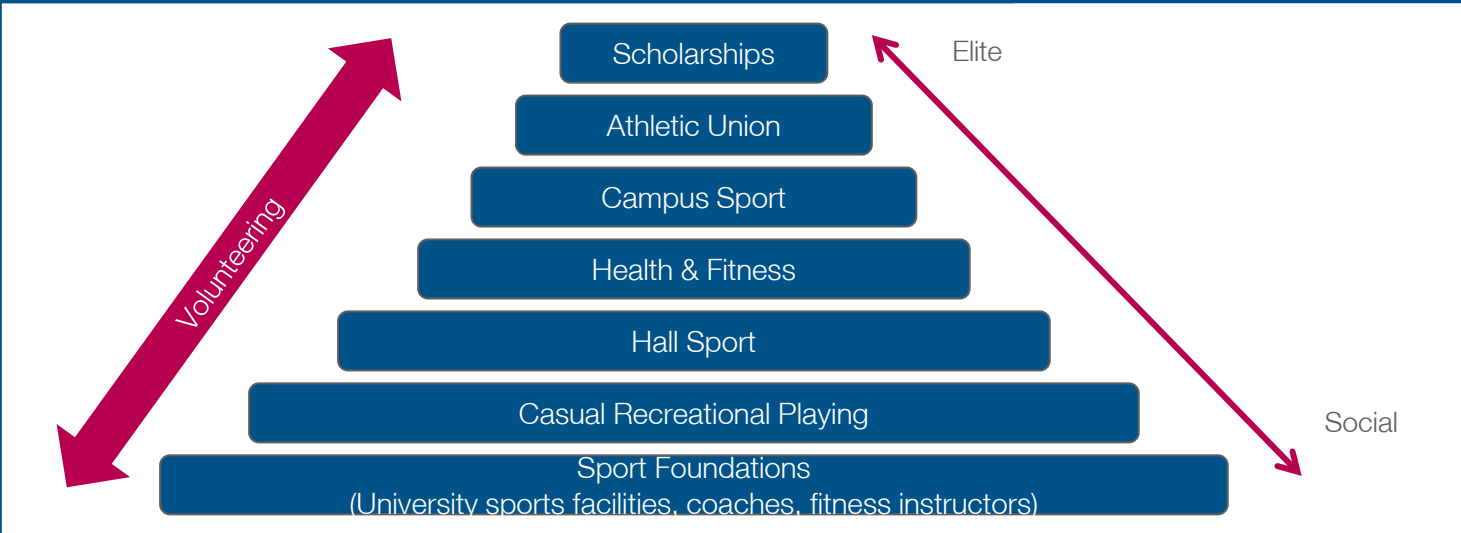 Scholarships
Elite
Athletic Union
Campus Sport
Volunteering
Health & Fitness
Hall Sport
Casual Recreational Playing
Social
Sport Foundations
(University sports facilities, coaches, fitness instructors)